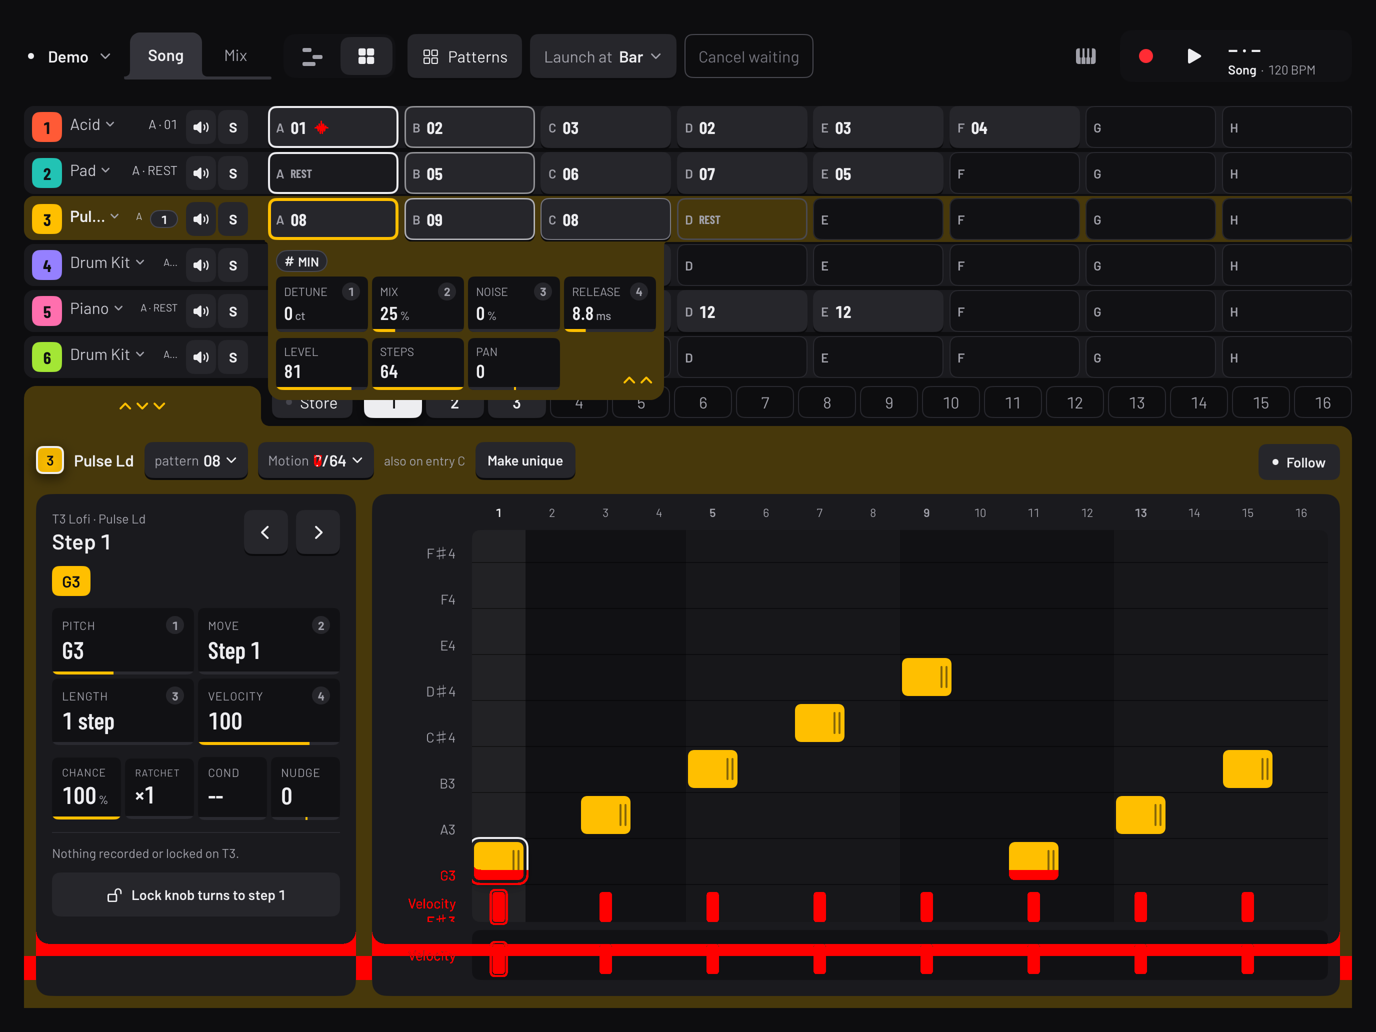 Demo Song Mix Patterns Launch at Bar Cancel waiting
Song · 120 BPM
1 Acid A·01 S A 01 B 02 C 03 D 02 E 03 F 04 G H
2 Pad A·REST S A REST B 05 C 06 D 07 E 05 F G H
3 Pul... A 1 S A 08 B 09 C 08 D REST E F G H
4 Drum Kit A... S D E F G H
5 Piano A·REST S D 12 E 12 F G H
6 Drum Kit A... S D E F G H
# MIN
DETUNE 1 MIX 2 NOISE 3 RELEASE 4
0 ct 25 % 0 % 8.8 ms
LEVEL STEPS PAN
81 64 0
Store 1 2 3 4 5 6 7 8 9 10 11 12 13 14 15 16
3 Pulse Ld pattern 08 Motion /64 also on entry C Make unique Follow
T3 Lofi · Pulse Ld
Step 1
G3
PITCH 1 MOVE 2
G3 Step 1
LENGTH 3 VELOCITY 4
1 step 100
CHANCE RATCHET COND NUDGE
100% ×1 -- 0
Nothing recorded or locked on T3.
Lock knob turns to step 1
1 2 3 4 5 6 7 8 9 10 11 12 13 14 15 16
F♯4
F4
E4
D♯4
C♯4
B3
A3
G3
Velocity
F♯3
Velocity